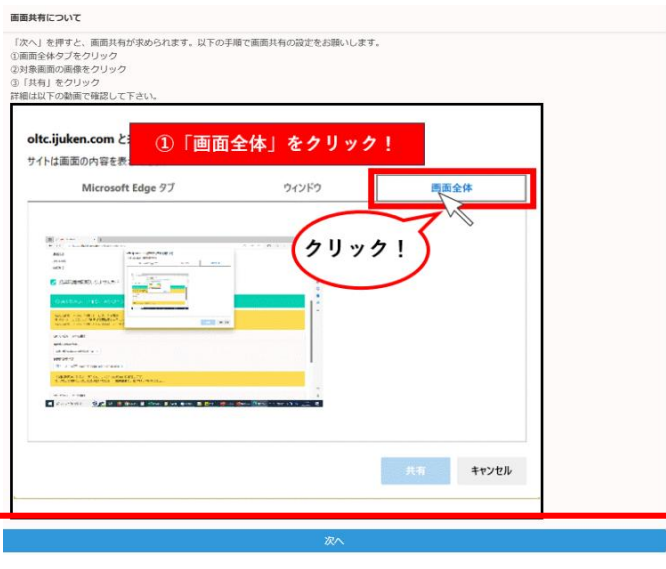 画面共有について
「次へ」を押すと、画面共有が求められます。以下の手順で画面共有の設定をお願いします。
①画面全体タブをクリック
②対象画面の画像をクリック
③「共有」をクリック
詳細は以下の動画で確認して下さい。
oltc.ijuken.com と
①「画面全体」をクリック！
サイトは画面の内容を表
Microsoft Edge タブ
ウィンドウ
画面全体
クリック！
共有
キャンセル
次へ